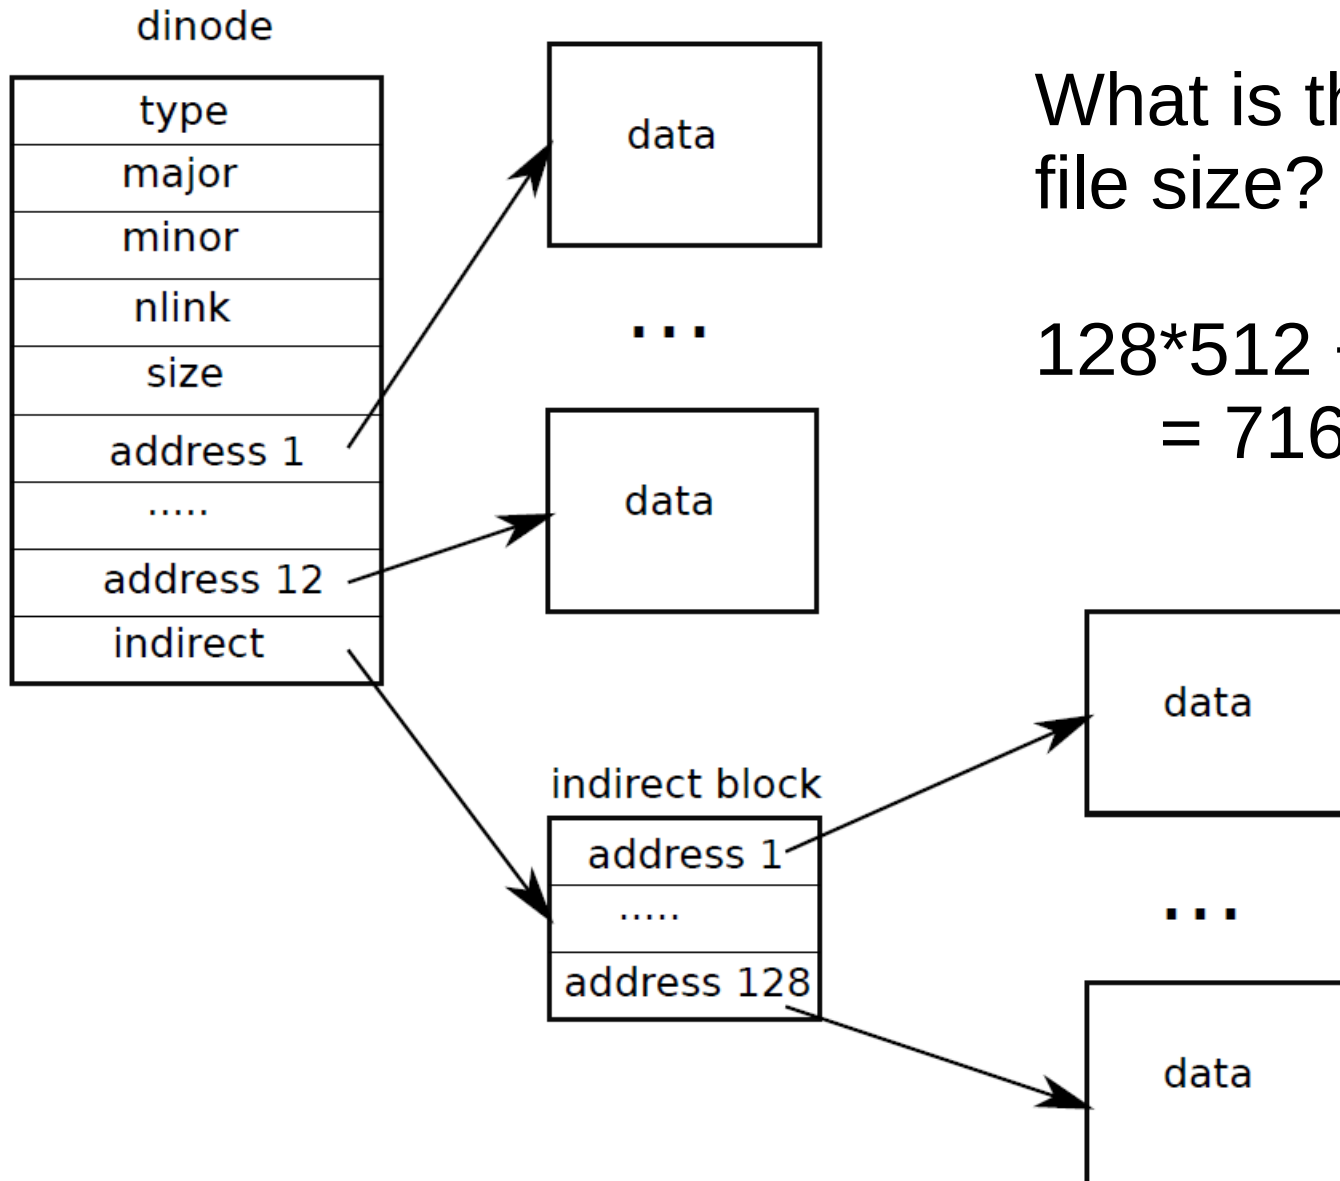 dinode
type
major
minor
nlink
size
address 1
.....
address 12
indirect
data
...
data
indirect block
address 1
.....
address 128
What is
file size?
128*512
= 716
data
...
data